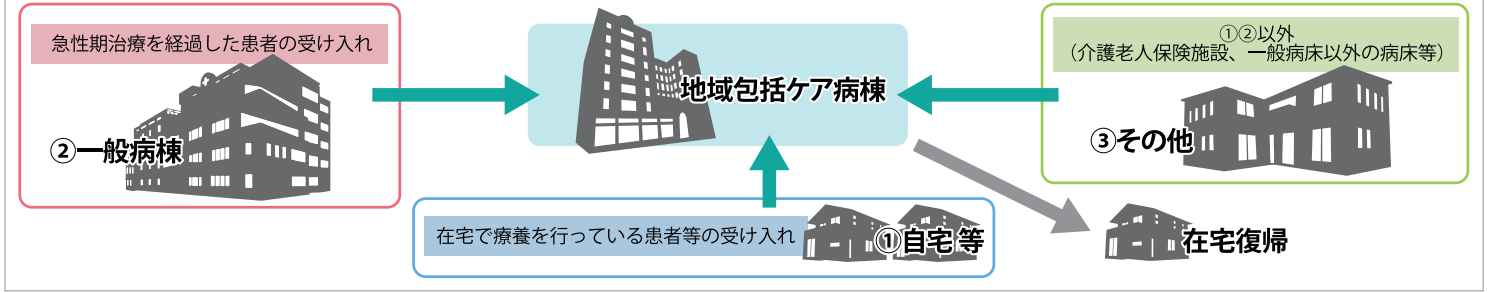 急性期治療を経過した患者の受け入れ
②一般病棟
地域包括ケア病棟
①②以外
（介護老人保険施設、一般病床以外の病床等）
③その他
在宅で療養を行っている患者等の受け入れ
①自宅 等
在宅復帰